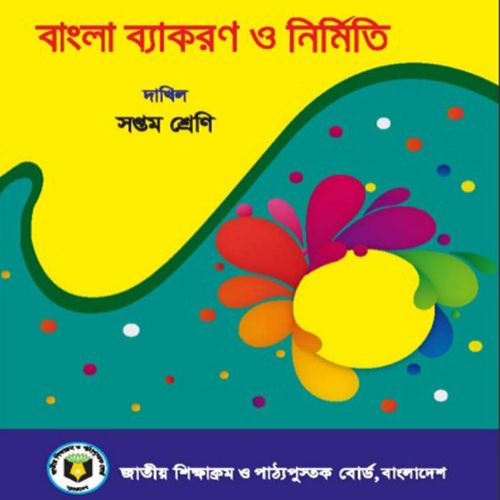 বাংলা ব্যাকরণ ও নির্মিতি
দাখিল
সপ্তম শ্রেণি
জাতীয় শিক্ষাক্রম ও পাঠ্যপুস্তক বোর্ড,বাংলাদেশ